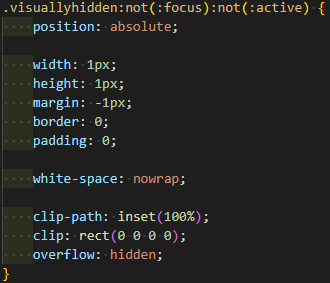 .visuallyhidden:not(:focus):not(:active) {
    position: absolute;

    width: 1px;
    height: 1px;
    margin: -1px;
    border: 0;
    padding: 0;

    white-space: nowrap;

    clip-path: inset(100%);
    clip: rect(0 0 0 0);
    overflow: hidden;
}